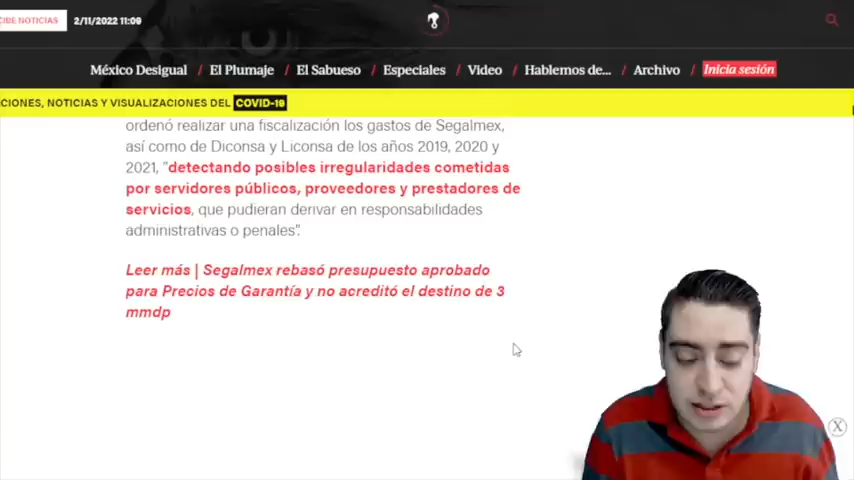 CIBE NOTICIAS
2/11/2022 11:09
México Desigual / El Plumaje / El Sabueso / Especiales / Video / Hablemos de... / Archivo / Inicia sesión
CIONES, NOTICIAS Y VISUALIZACIONES DEL COVID-19
ordenó realizar una fiscalización los gastos de Segalmex,
así como de Diconsa y Liconsa de los años 2019, 2020 y
2021, "detectando posibles irregularidades cometidas
por servidores públicos, proveedores y prestadores de
servicios, que pudieran derivar en responsabilidades
administrativas o penales".
Leer más | Segalmex rebasó presupuesto aprobado
para Precios de Garantía y no acreditó el destino de 3
mmdp
X